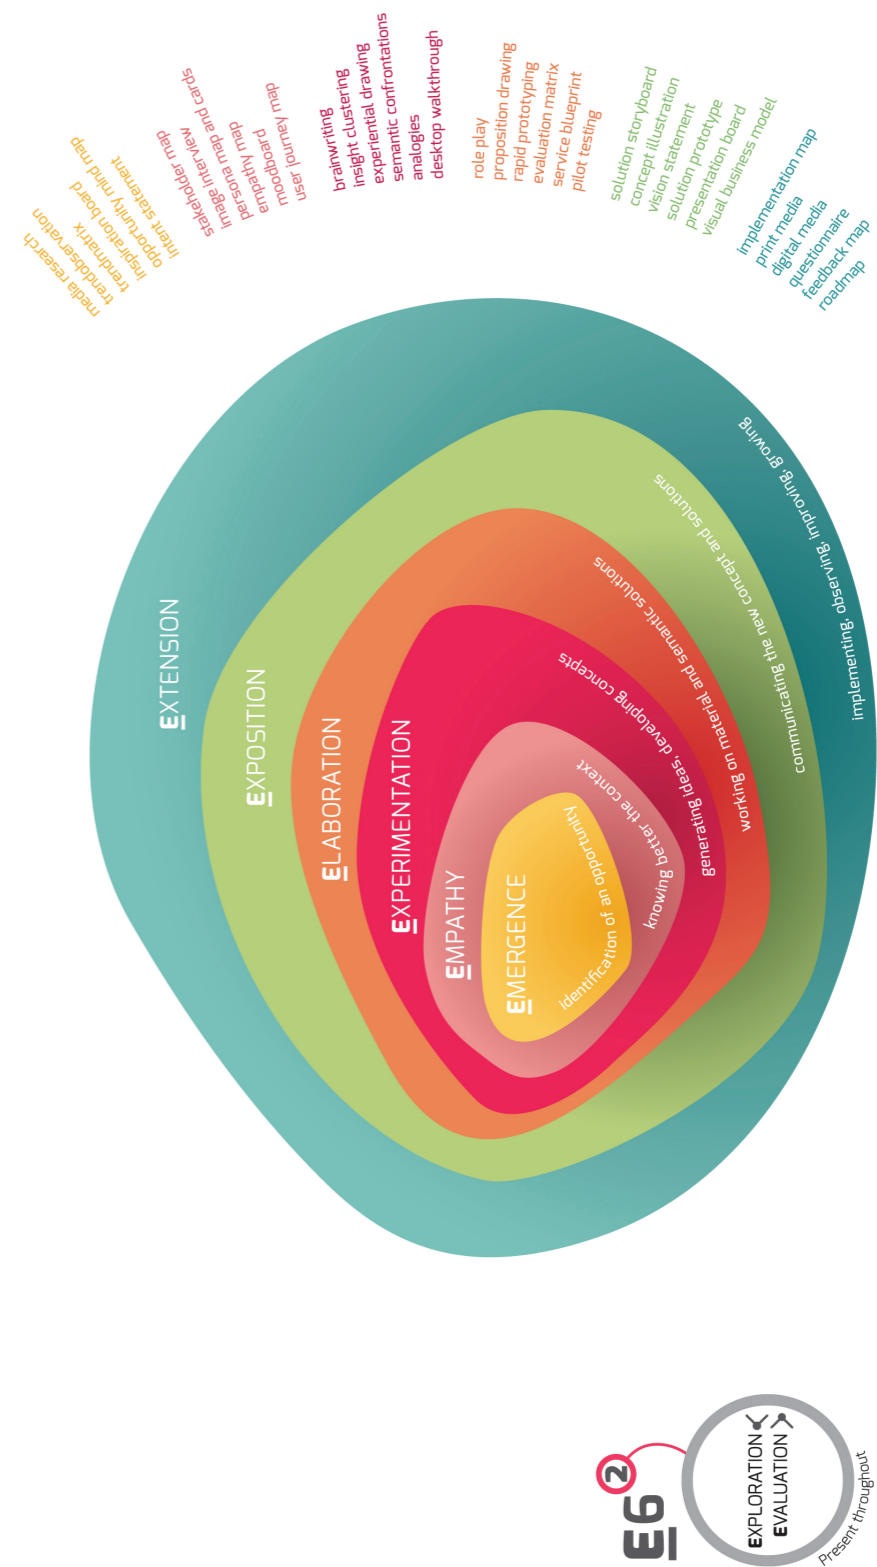 E6 2
EXPLORATION
EVALUATION
Present throughout
EXTENSION
EXPOSITION
ELABORATION
EXPERIMENTATION
EMPATHY
EMERGENCE
identification of an opportunity
knowing better the context
generating ideas, developing concepts
working on material and semantic solutions
communicating the new concept and solutions
implementing, observing, improving, growing
media research
trendobservation
trendmatrix
inspiration board
opportunity mind map
intent statement
stakeholder map
image interview and cards
persona map
empathy map
moodboard
user journey map
brainwriting
insight clustering
experiential drawing
semantic confrontations
analogies
desktop walkthrough
role play
proposition drawing
rapid prototyping
evaluation matrix
service blueprint
pilot testing
solution storyboard
concept illustration
vision statement
solution prototype
presentation board
visual business model
implementation map
print media
digital media
questionnaire
feedback map
roadmap